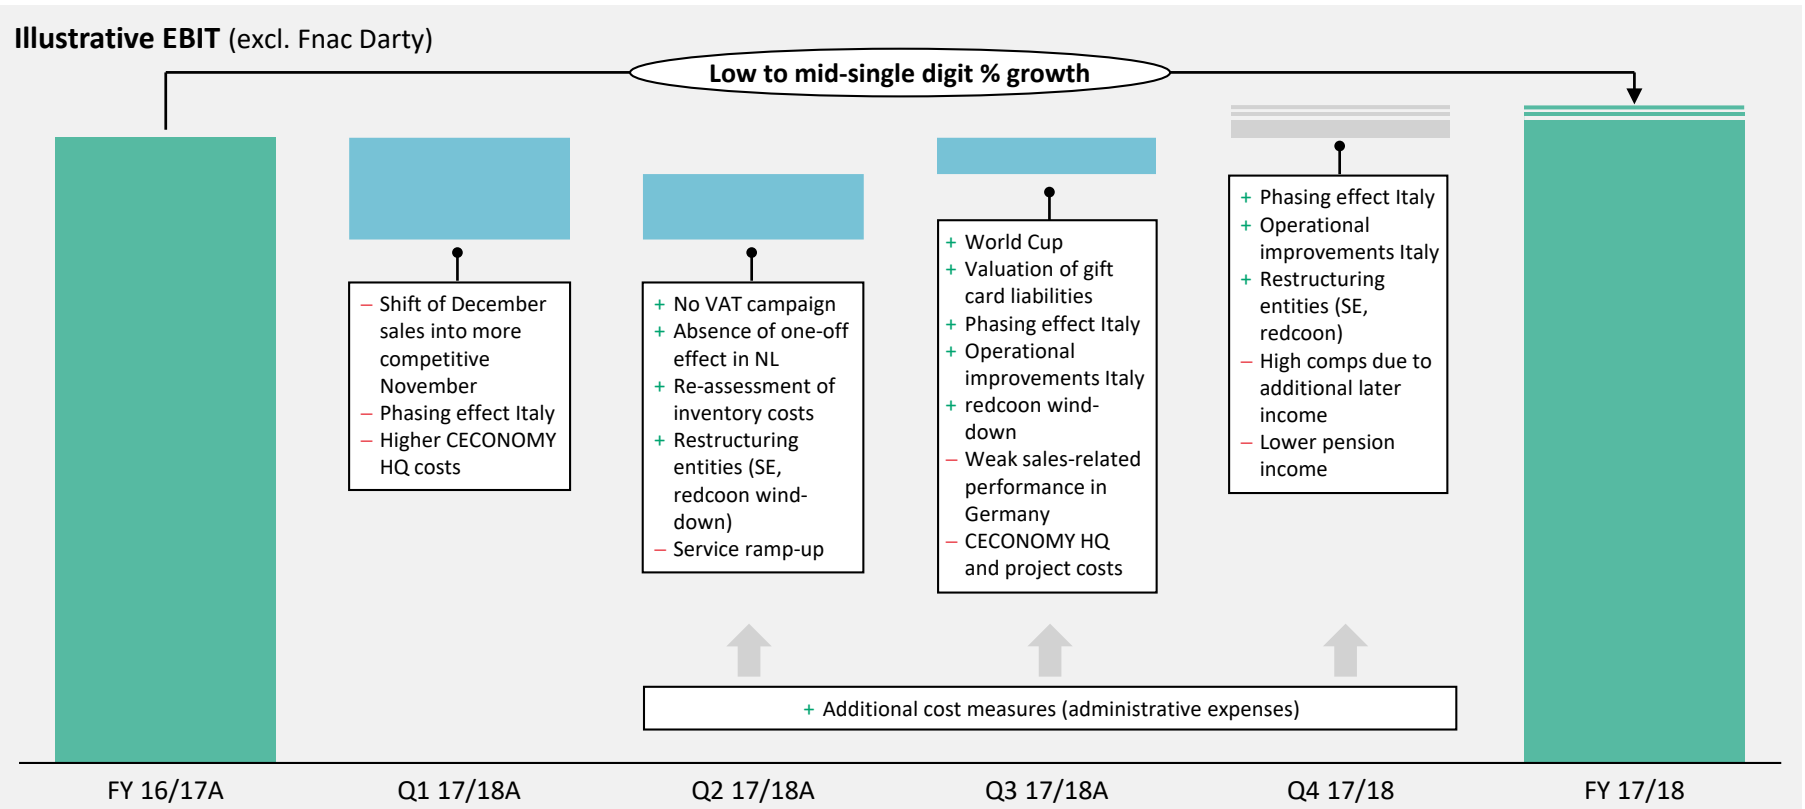 Illustrative EBIT (excl. Fnac Darty)
Low to mid-single digit % growth
– Shift of December
sales into more
competitive
November
– Phasing effect Italy
– Higher CECONOMY
HQ costs
+ No VAT campaign
+ Absence of one-off
effect in NL
+ Re-assessment of
inventory costs
+ Restructuring
entities (SE,
redcoon wind-
down)
– Service ramp-up
+ World Cup
+ Valuation of gift
card liabilities
+ Phasing effect Italy
+ Operational
improvements Italy
+ redcoon wind-
down
– Weak sales-related
performance in
Germany
– CECONOMY HQ
and project costs
+ Phasing effect Italy
+ Operational
improvements Italy
+ Restructuring
entities (SE,
redcoon)
– High comps due to
additional later
income
– Lower pension
income
+ Additional cost measures (administrative expenses)
FY 16/17A
Q1 17/18A
Q2 17/18A
Q3 17/18A
Q4 17/18
FY 17/18